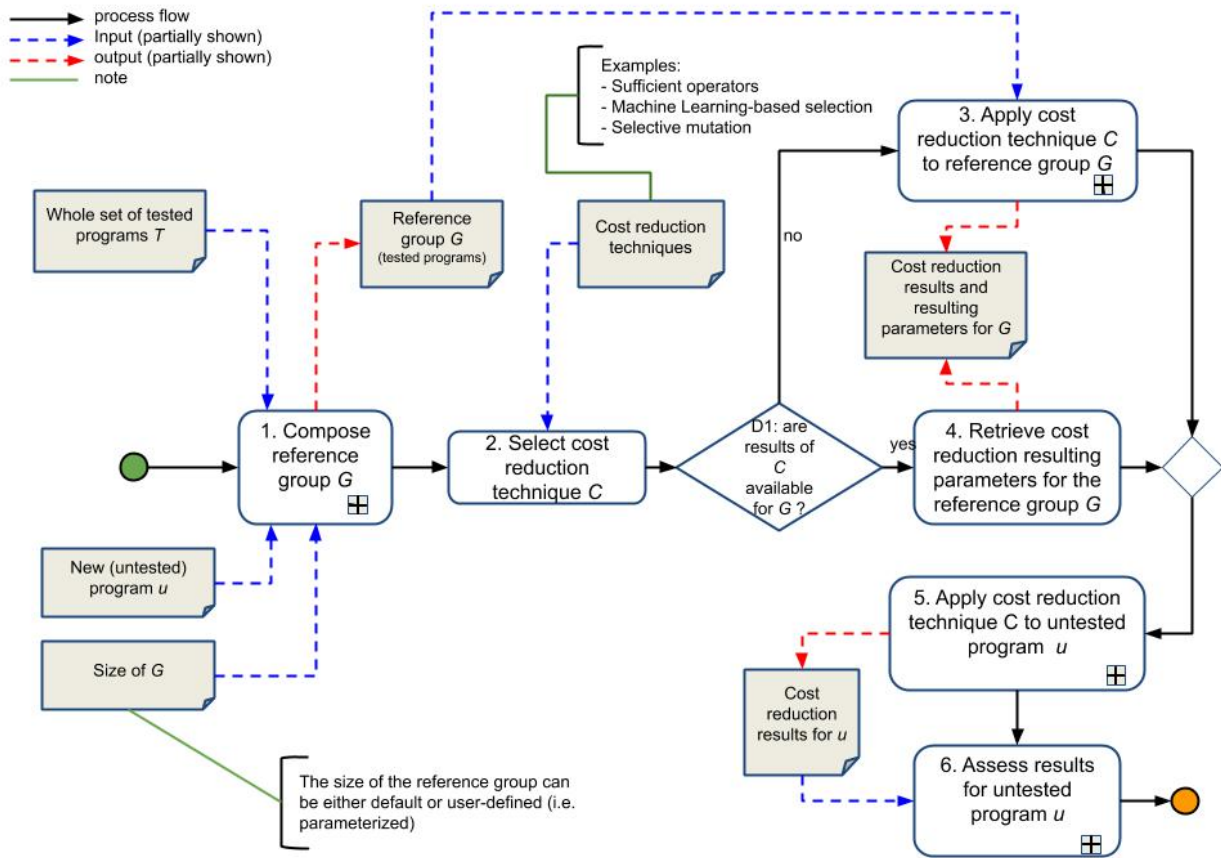 process flow
Input (partially shown)
output (partially shown)
note
Examples:
- Sufficient operators
- Machine Learning-based selection
- Selective mutation
3. Apply cost
reduction technique C
to reference group G
Whole set of tested
programs T
Reference
group G
(tested programs)
Cost reduction
techniques
no
Cost reduction
results and
resulting
parameters for G
1. Compose
reference
group G
2. Select cost
reduction
technique C
D1: are
results of
C
available
for G ?
yes
4. Retrieve cost
reduction resulting
parameters for the
reference group G
New (untested)
program u
5. Apply cost reduction
technique C to untested
program u
Size of G
Cost
reduction
results for u
6. Assess results
for untested
program u
The size of the reference group can
be either default or user-defined (i.e.
parameterized)